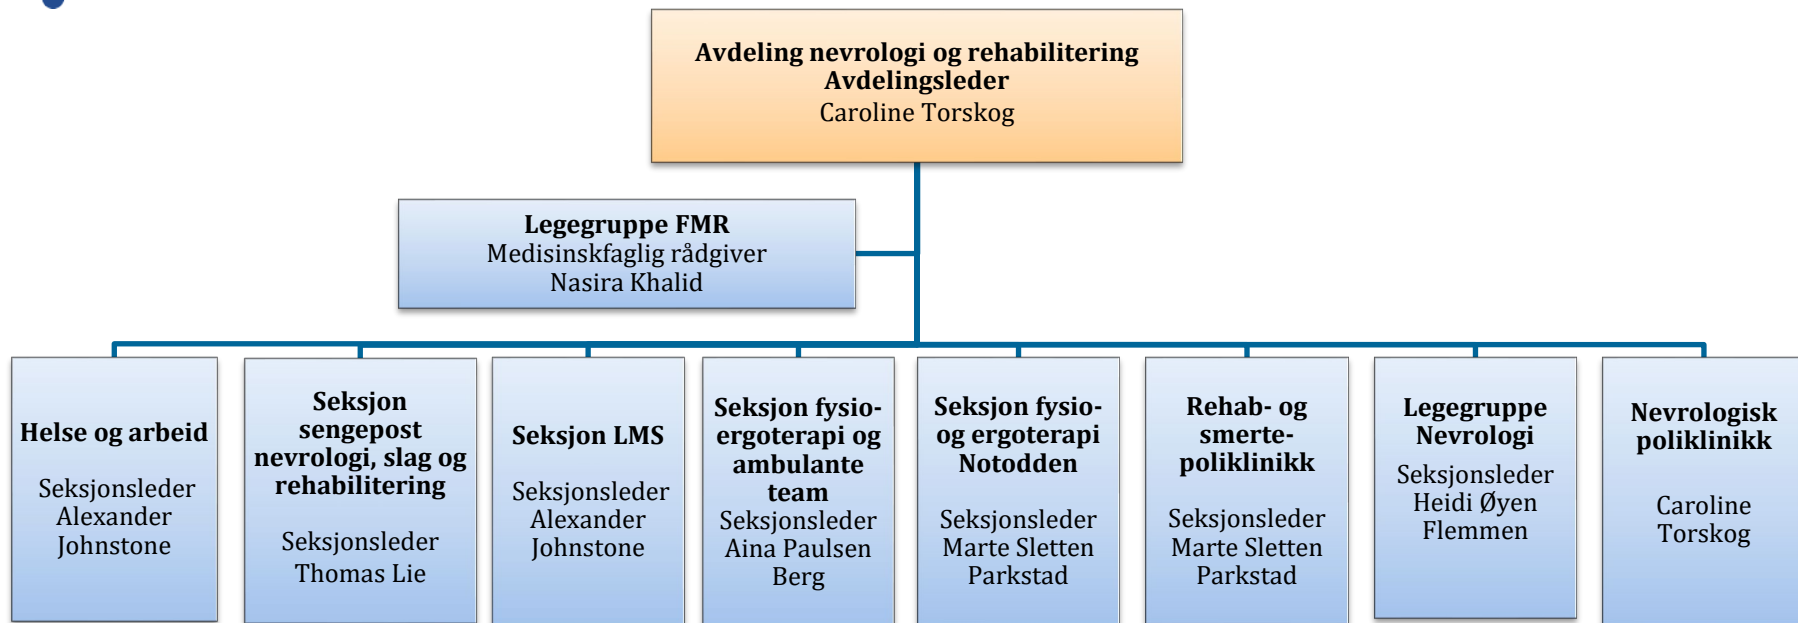 Avdeling nevrologi og rehabilitering
Avdelingsleder
Caroline Torskog
Legegruppe FMR
Medisinskfaglig rådgiver
Nasira Khalid
Helse og arbeid
Seksjonsleder
Alexander
Johnstone
Seksjon
sengepost
nevrologi, slag og
rehabilitering
Seksjonsleder
Thomas Lie
Seksjon LMS
Seksjonsleder
Alexander
Johnstone
Seksjon fysio-
ergoterapi og
ambulante
team
Seksjonsleder
Aina Paulsen
Berg
Seksjon fysio-
og ergoterapi
Notodden
Seksjonsleder
Marte Sletten
Parkstad
Rehab- og
smerte-
poliklinikk
Seksjonsleder
Marte Sletten
Parkstad
Legegruppe
Nevrologi
Seksjonsleder
Heidi Øyen
Flemmen
Nevrologisk
poliklinikk
Caroline
Torskog